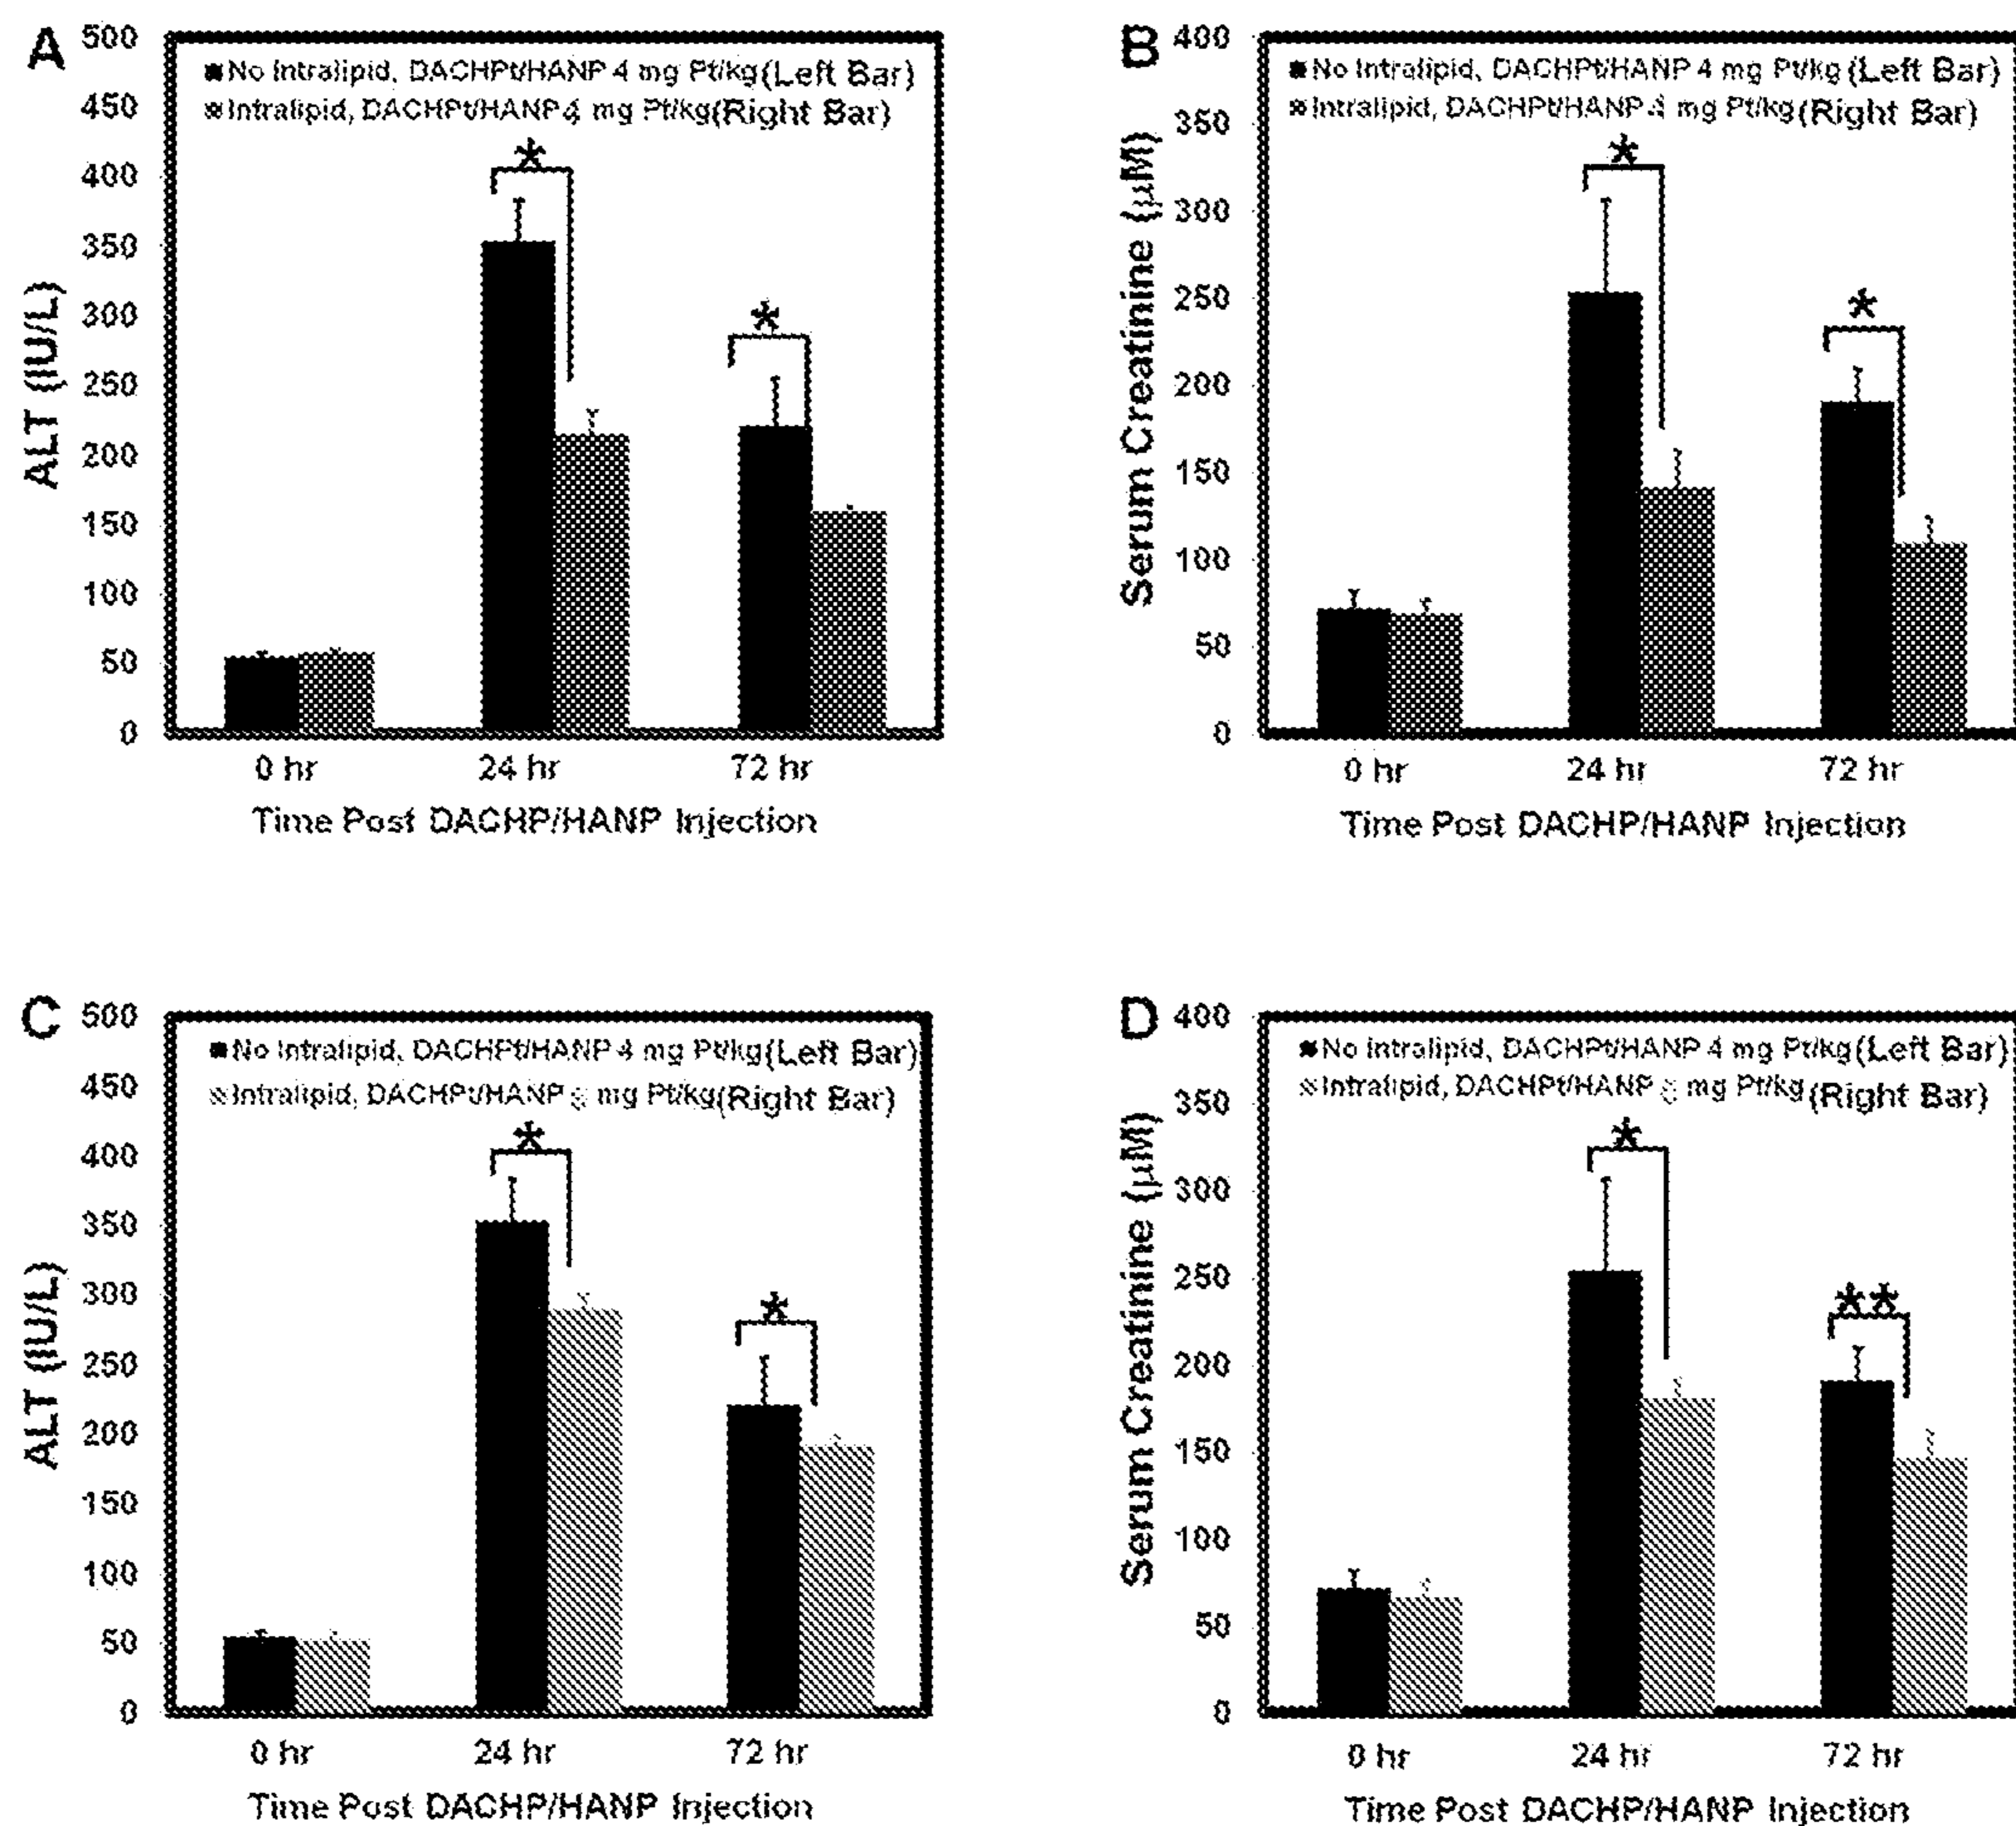 A
500
450
400
350
300
250
200
150
100
50
0
ALT (IU/L)
■No Intralipid, DACHPt/HANP 4 mg Pt/kg(Left Bar)
Intralipid, DACHPt/HANP 4 mg Pt/kg(Right Bar)
*
*
0 hr 24 hr 72 hr
Time Post DACHP/HANP Injection
B
400
350
300
250
200
150
100
50
0
Serum Creatinine (µM)
■No Intralipid, DACHPt/HANP 4 mg Pt/kg (Left Bar)
Intralipid, DACHPt/HANP 4 mg Pt/kg(Right Bar)
*
*
0 hr 24 hr 72 hr
Time Post DACHP/HANP Injection
C
500
450
400
350
300
250
200
150
100
50
0
ALT (IU/L)
■No Intralipid, DACHPt/HANP 4 mg Pt/kg(Left Bar)
Intralipid, DACHPt/HANP mg Pt/kg(Right Bar)
*
*
0 hr 24 hr 72 hr
Time Post DACHP/HANP Injection
D
400
350
300
250
200
150
100
50
0
Serum Creatinine (µM)
■No Intralipid, DACHPt/HANP 4 mg Pt/kg(Left Bar)
Intralipid, DACHPt/HANP mg Pt/kg(Right Bar)
*
**
0 hr 24 hr 72 hr
Time Post DACHP/HANP Injection